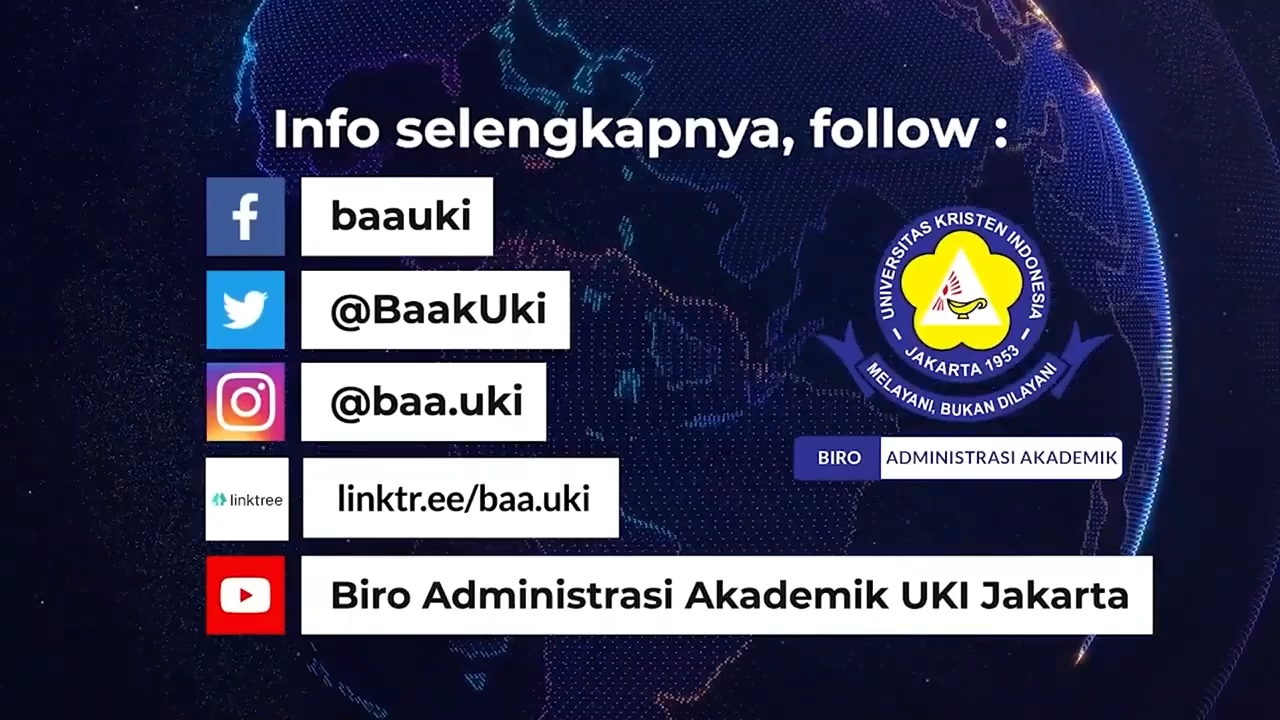 Info selengkapnya, follow :
baauki
@BaakUki
@baa.uki
linktree
linktr.ee/baa.uki
Biro Administrasi Akademik UKI Jakarta
UNIVERSITAS KRISTEN INDONESIA
JAKARTA 1953
MELAYANI, BUKAN DILAYANI
BIRO ADMINISTRASI AKADEMIK